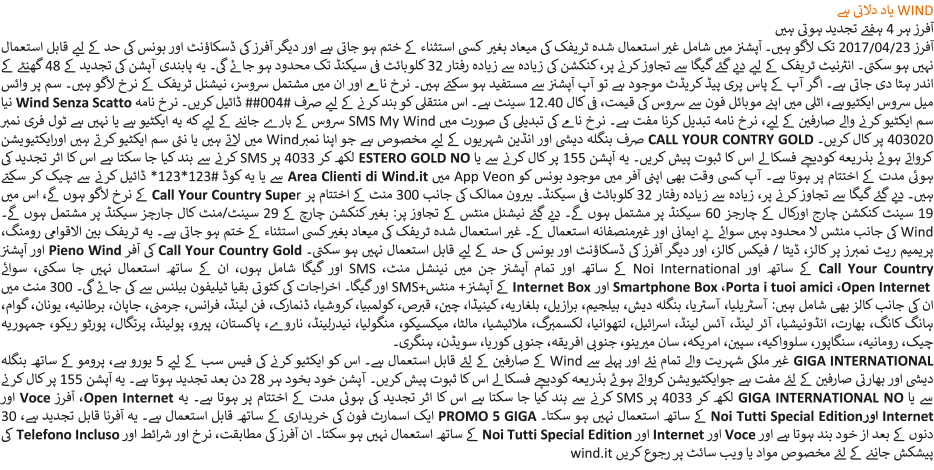 WIND یاد دلاتی ہے
آفرز ہر 4 ہفتے تجدید ہوتی ہیں
آفرز 2017/04/23 تک لاگو ہیں۔ آپشنز میں شامل غیر استعمال شدہ ٹریفک کی میعاد بغیر کسی استثناء کے ختم ہو جاتی ہے اور دیگر آفرز کی ڈسکاؤنٹ اور بونس کی حد کے لیے قابل استعمال
نہیں ہو سکتی۔ انٹرنیٹ ٹریفک کے لیے دیے گئے گیگا سے تجاوز کرنے پر، کنکشن کی زیادہ سے زیادہ رفتار 32 کلوبائٹ فی سیکنڈ تک محدود ہو جائے گی۔ یہ پابندی آپشن کی تجدید کے 48 گھنٹے کے
اندر ہٹا دی جاتی ہے۔ اگر آپ کے پاس پری پیڈ کریڈٹ موجود ہے تو آپ آپشنز سے مستفید ہو سکتے ہیں۔ نرخ نامے اور ان میں مشتمل سروسز، نیشنل ٹریفک کے نرخ لاگو ہیں۔ سم پر وائس
میل سروس ایکٹیوہے، اٹلی میں اپنے موبائل فون سے سروس کی قیمت، فی کال 12.40 سینٹ ہے۔ اس منتقلی کو بند کرنے کے لیے صرف #004## ڈائیل کریں۔ نرخ نامہ Wind Senza Scatto نیا
سم ایکٹیو کرنے والے صارفین کے لیے، نرخ نامہ تبدیل کرنا مفت ہے۔ نرخ نامے کی تبدیلی کی صورت میں SMS My Wind سروس کے بارے جاننے کے لیے کہ یہ ایکٹیو ہے یا نہیں ہے ٹول فری نمبر
403020 پر کال کریں۔ CALL YOUR CONTRY GOLD صرف بنگلہ دیشی اور انڈین شہریوں کے لیے مخصوص ہے جو اپنا نمبرWind میں لاتے ہیں یا نئی سم ایکٹیو کرتے ہیں اورایکٹیویشن
کرواتے ہوئے بذریعہ کودیچے فسکالے اس کا ثبوت پیش کریں۔ یہ آپشن 155 پر کال کرنے سے یا ESTERO GOLD NO لکھ کر 4033 پر SMS کرنے سے بند کیا جا سکتا ہے اس کا اثر تجدید کی
ہوئی مدت کے اختتام پر ہوتا ہے۔ آپ کسی وقت بھی اپنی آفر میں موجود بونس کو App Veon میں Area Clienti di Wind.it سے یا یہ کوڈ #123*123* ڈائیل کرنے سے چیک کر سکتے
ہیں۔ دیے گئے گیگا سے تجاوز کرنے پر، زیادہ سے زیادہ رفتار 32 کلوبائٹ فی سیکنڈ۔ بیرون ممالک کی جانب 300 منٹ کے اختتام پر Call Your Country Super کے نرخ لاگو ہوں گے، اس میں
19 سینٹ کنکشن چارج اورکال کے چارجز 60 سیکنڈ پر مشتمل ہوں گے۔ دیے گئے نیشنل منٹس کے تجاوز پر: بغیر کنکشن چارج کے 29 سینٹ/منٹ کال جارچز سیکنڈ پر مشتمل ہوں گے۔
Wind کی جانب منٹس لا محدود ہیں سوائے بے ایمانی اور غیرمنصفانہ استعمال کے۔ غیر استعمال شدہ ٹریفک کی میعاد بغیر کسی استثناء کے ختم ہو جاتی ہے۔ یہ ٹریفک بین الاقوامی رومنگ،
پریمیم ریٹ نمبرز پر کالز، ڈیٹا / فیکس کالز، اور دیگر آفرز کی ڈسکاؤنٹ اور بونس کی حد کے لیے قابل استعمال نہیں ہو سکتی۔ Call Your Country Gold کی آفر Pieno Wind اور آپشنز
Call Your Country کے ساتھ اور Noi International کے ساتھ اور تمام آپشنز جن میں نیشنل منٹ، SMS اور گیگا شامل ہوں، ان کے ساتھ استعمال نہیں جا سکتی، سوائے
Open Internet، Porta i tuoi amici، Smartphone Box اور Internet Box کے آپشنز+ منٹس+SMS اور گیگا۔ اخراجات کی کٹوتی بقیا ٹیلیفون بیلنس سے کی جائے گی۔ 300 منٹ میں
ان کی جانب کالز بھی شامل ہیں: آسٹریلیا، آسٹریا، بنگلہ دیش، بیلجیم، برازیل، بلغاریہ، کینیڈا، چین، قبرص، کولمبیا، کروشیا، ڈنمارک، فن لینڈ، فرانس، جرمنی، جاپان، برطانیہ، یونان، گوام،
ہانگ کانگ، بھارت، انڈونیشیا، آئر لینڈ، آئس لینڈ، اسرائیل، لتھوانیا، لکسمبرگ، ملائیشیا، مالٹا، میکسیکو، منگولیا، نیدرلینڈ، ناروے، پاکستان، پیرو، پولینڈ، پرتگال، پورٹو ریکو، جمہوریہ
چیک، رومانیہ، سنگاپور، سلوواکیہ، سپین، امریکہ، سان میرینو، جنوبی افریقہ، جنوبی کوریا، سویڈن، ہنگری۔
GIGA INTERNATIONAL غیر ملکی شہریت والے تمام نئے اور پہلے سے Wind کے صارفین کے لئے قابل استعمال ہے۔ اس کو ایکٹیو کرنے کی فیس سب کے لیے 5 یورو ہے، پرومو کے ساتھ بنگلہ
دیشی اور بھارتی صارفین کے لئے مفت ہے جوایکٹیویشن کرواتے ہوئے بذریعہ کودیچے فسکالے اس کا ثبوت پیش کریں۔ آپشن خود بخود ہر 28 دن بعد تجدید ہوتا ہے۔ یہ آپشن 155 پر کال کرنے
سے یا GIGA INTERNATIONAL NO لکھ کر 4033 پر SMS کرنے سے بند کیا جا سکتا ہے اس کا اثر تجدید کی ہوئی مدت کے اختتام پر ہوتا ہے۔ یہ Open Internet، آفرز Voce اور
Internet اورNoi Tutti Special Edition کے ساتھ استعمال نہیں ہو سکتا۔ PROMO 5 GIGA ایک اسمارٹ فون کی خریداری کے ساتھ قابل استعمال ہے۔ یہ آفرنا قابل تجدید ہے، 30
دنوں کے بعد از خود بند ہوتا ہے اور Voce اور Internet اور Noi Tutti Special Edition کے ساتھ استعمال نہیں ہو سکتا۔ ان آفرز کی مطابقت، نرخ اور شرائط اور Telefono Incluso کی
پیشکش جاننے کے لئے مخصوص مواد یا ویب سائٹ پر رجوع کریں wind.it